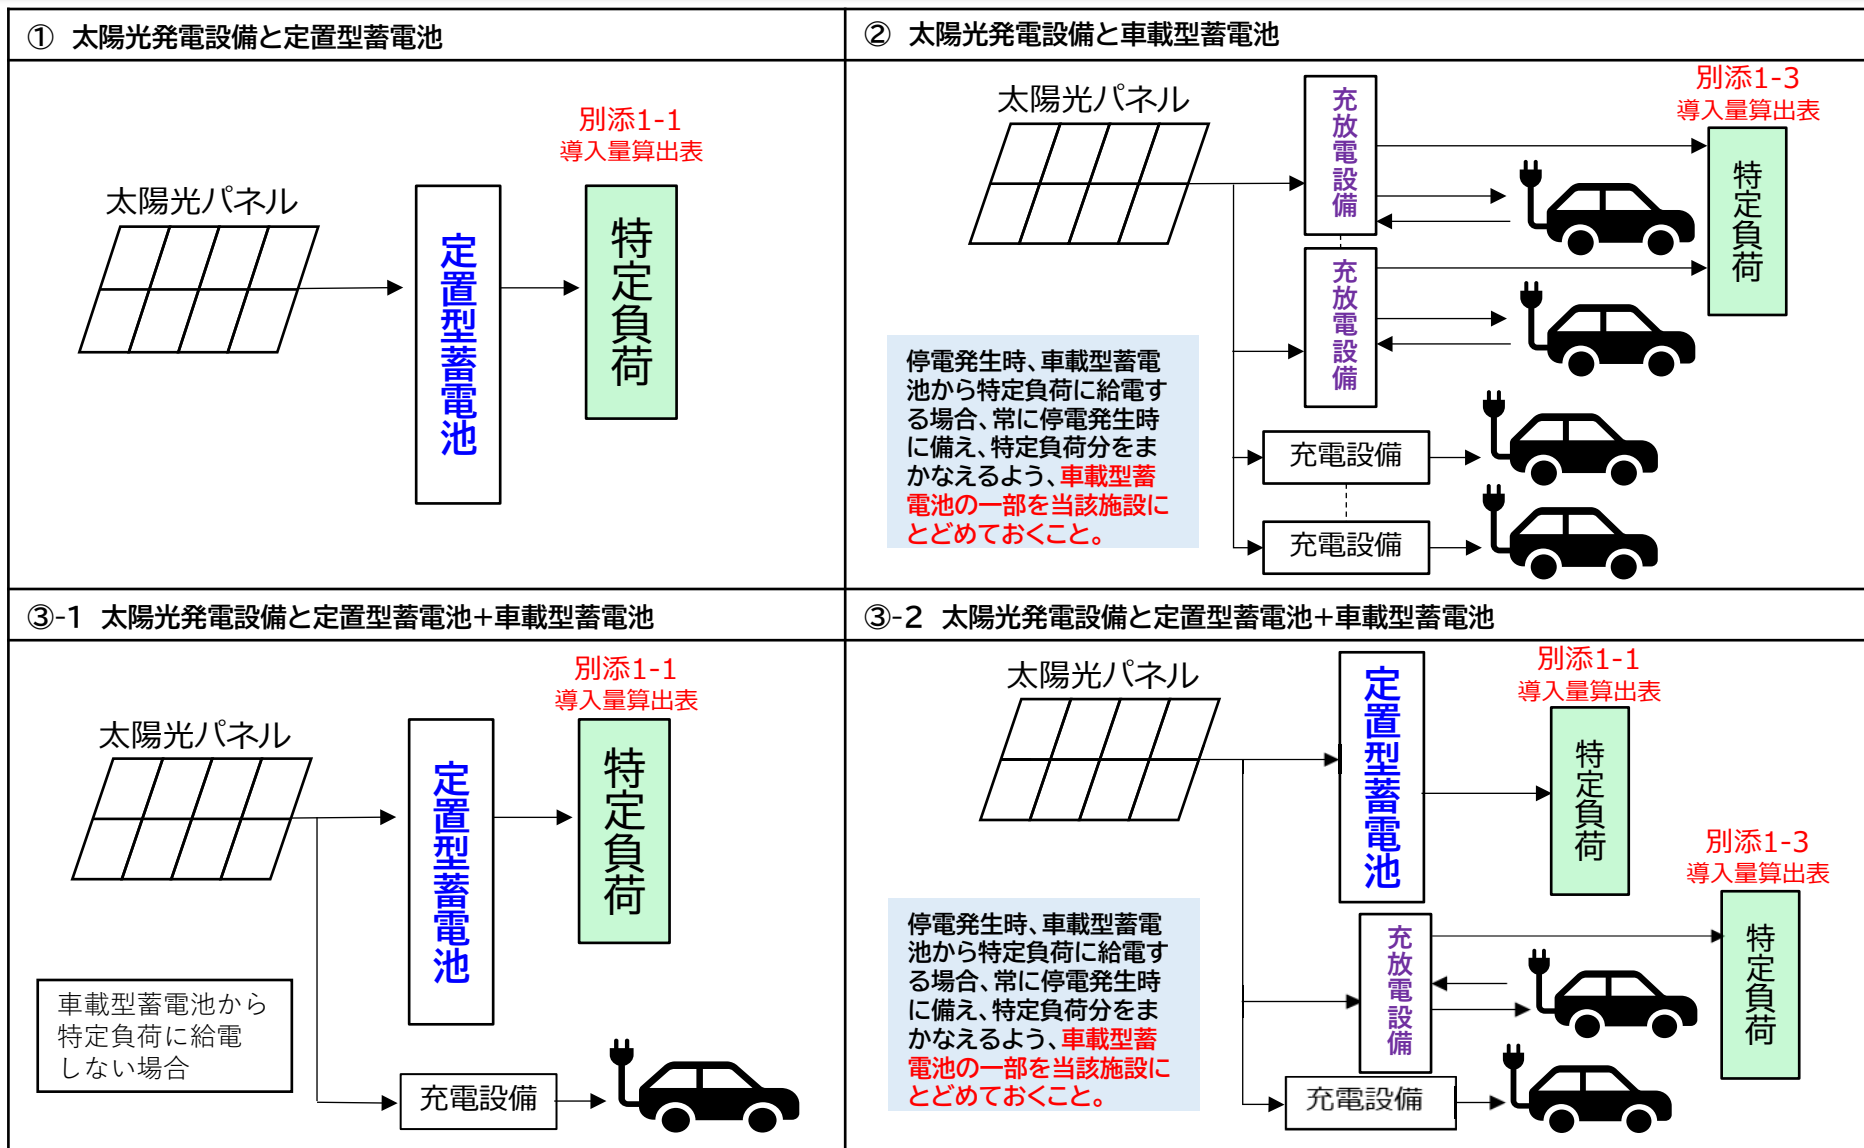 ① 太陽光発電設備と定置型蓄電池
別添1-1
導入量算出表
太陽光パネル
定置型蓄電池
特定負荷
② 太陽光発電設備と車載型蓄電池
太陽光パネル
充放電設備
別添1-3
導入量算出表
特定負荷
充放電設備
停電発生時、車載型蓄電
池から特定負荷に給電す
る場合、常に停電発生時
に備え、特定負荷分をま
かなえるよう、車載型蓄
電池の一部を当該施設に
とどめておくこと。
充電設備
充電設備
③-1 太陽光発電設備と定置型蓄電池+車載型蓄電池
別添1-1
導入量算出表
太陽光パネル
定置型蓄電池
特定負荷
車載型蓄電池から
特定負荷に給電
しない場合
充電設備
③-2 太陽光発電設備と定置型蓄電池+車載型蓄電池
太陽光パネル
定置型蓄電池
別添1-1
導入量算出表
特定負荷
別添1-3
導入量算出表
特定負荷
停電発生時、車載型蓄電
池から特定負荷に給電す
る場合、常に停電発生時
に備え、特定負荷分をま
かなえるよう、車載型蓄
電池の一部を当該施設に
とどめておくこと。
充放電設備
充電設備